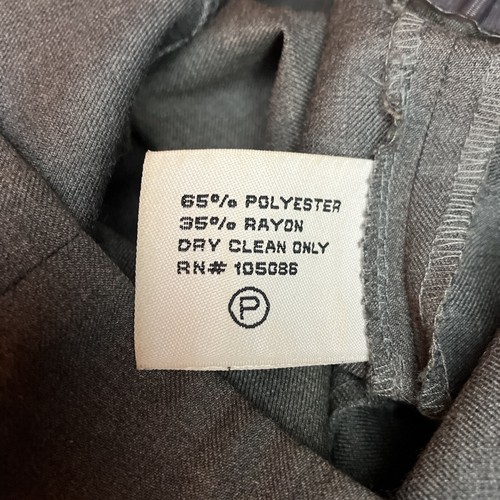 65% POLYESTER
35% RAYON
DRY CLEAN ONLY
RN# 105086
P